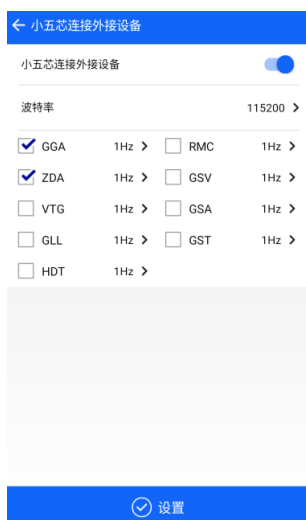 小五芯连接外接设备
小五芯连接外接设备
波特率 115200
GGA 1Hz RMC 1Hz
ZDA 1Hz GSV 1Hz
VTG 1Hz GSA 1Hz
GLL 1Hz GST 1Hz
HDT 1Hz
设置